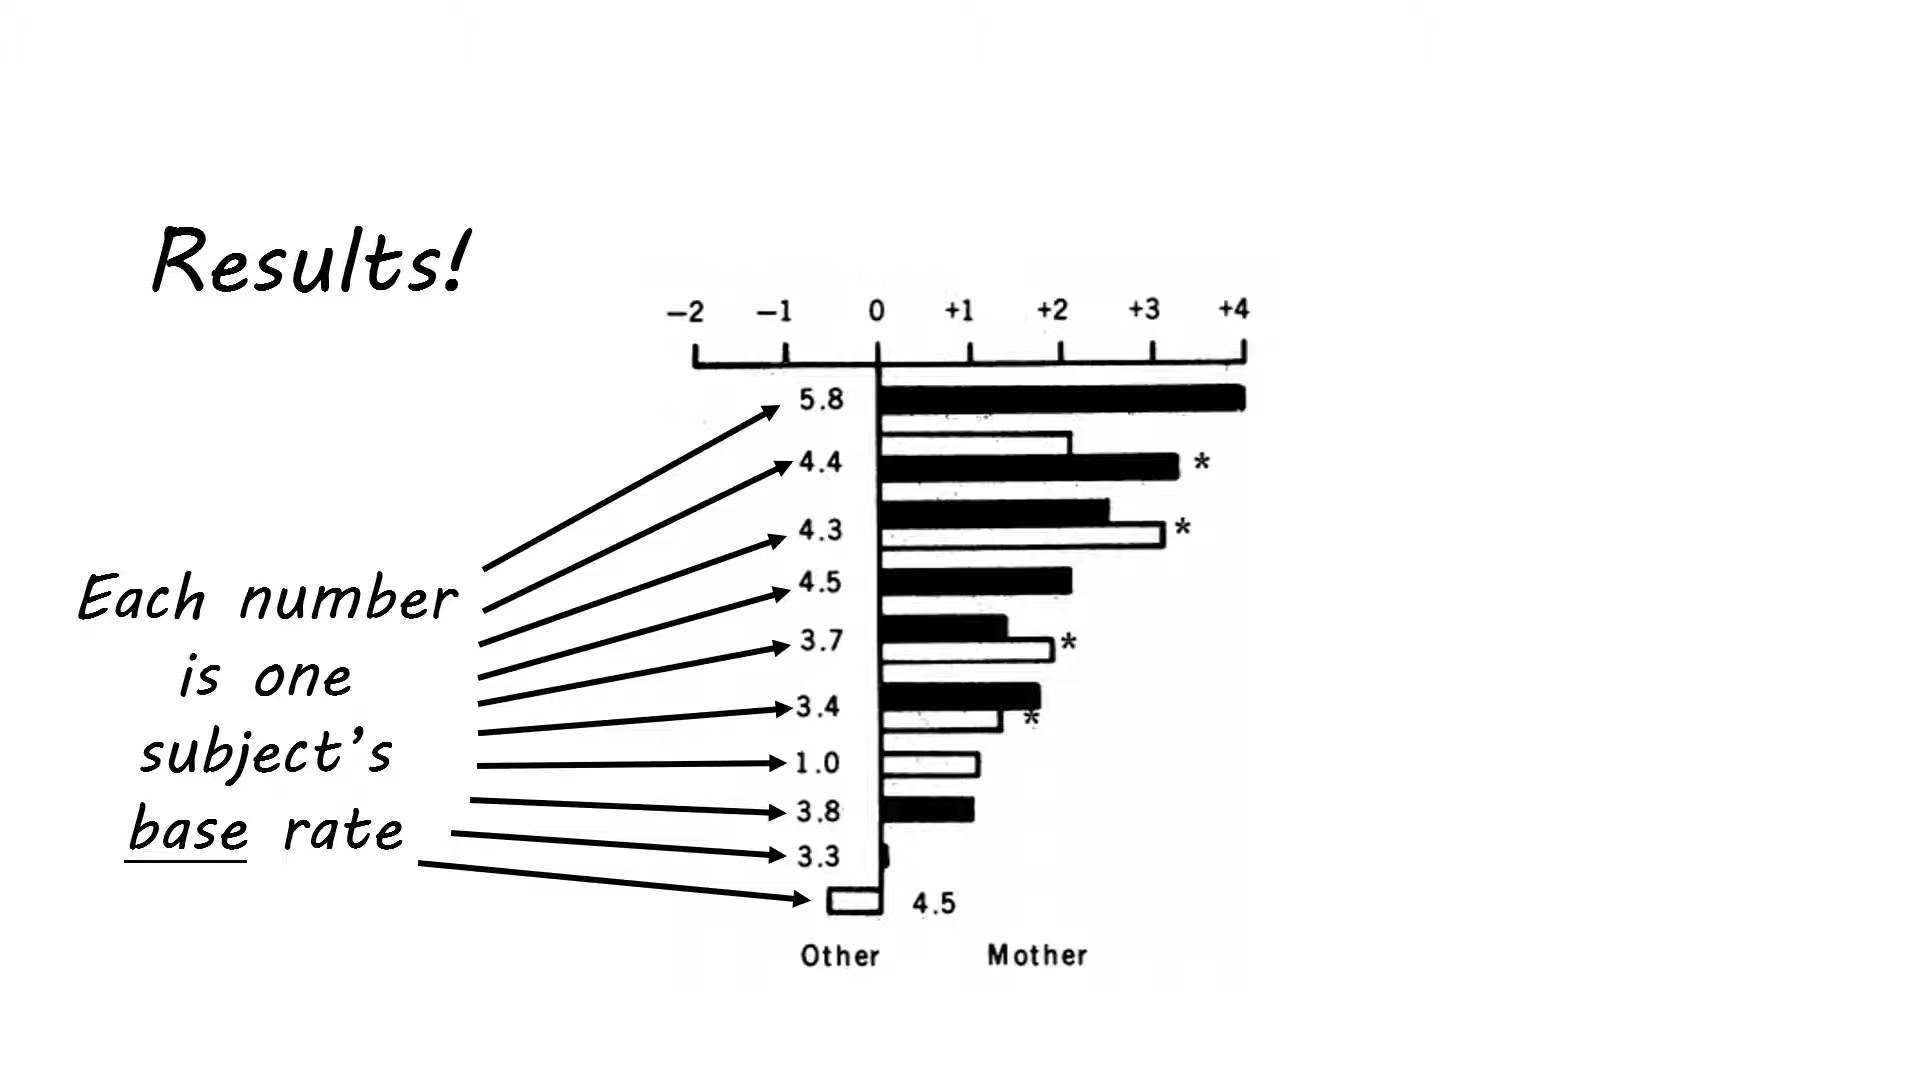 Results!
−2 −1 0 +1 +2 +3 +4
5.8
4.4 *
4.3 *
4.5
3.7 *
3.4 *
1.0
3.8
3.3
4.5
Other Mother
Each number
is one
subject's
base rate